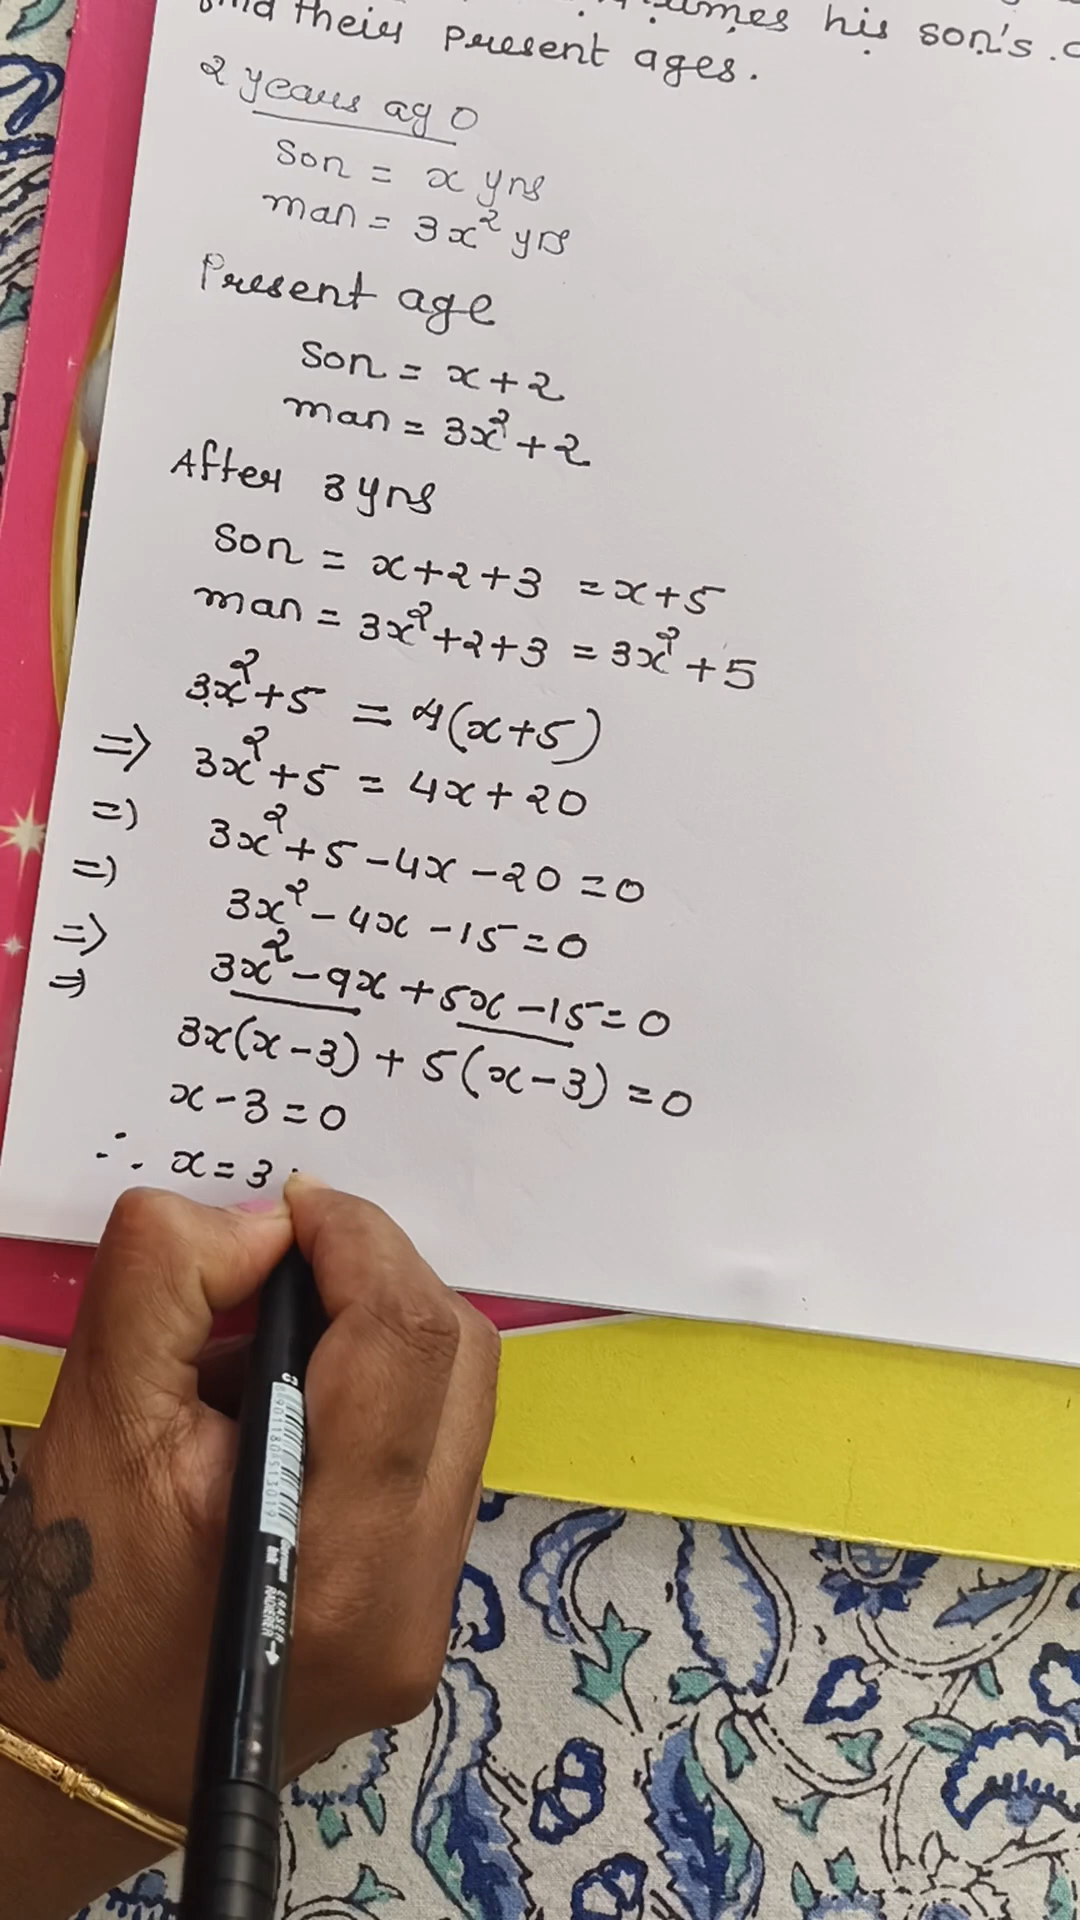 times his son's
find their present ages.
2 years ago
Son = x yrs
man = 3x² yrs
Present age
Son = x+2
man = 3x²+2
After 3yrs
Son = x+2+3 = x+5
man = 3x²+2+3 = 3x²+5
3x²+5 = 4(x+5)
=> 3x²+5 = 4x+20
=) 3x²+5-4x-20=0
=) 3x²-4x-15=0
=> 3x²-9x+5x-15=0
=> 3x(x-3)+5(x-3)=0
x-3=0
∴ x=3